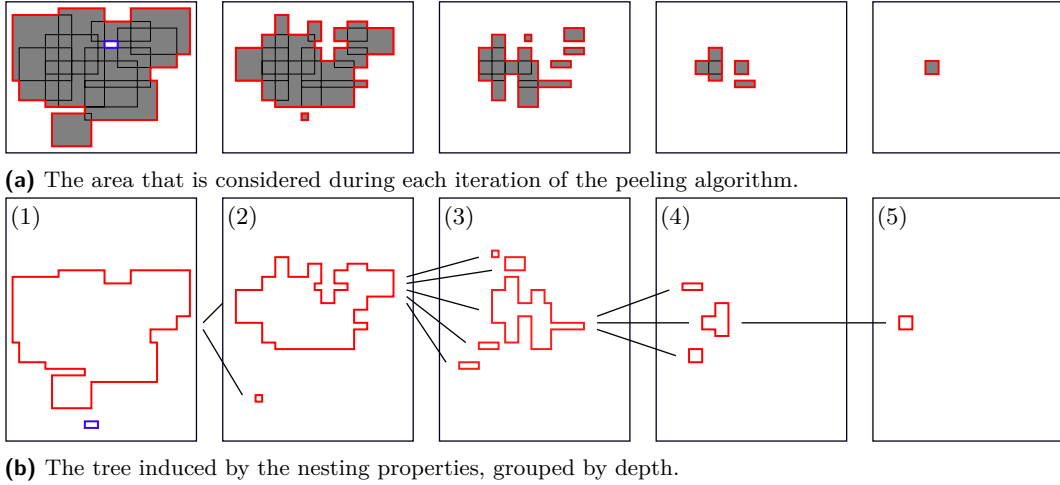 (a) The area that is considered during each iteration of the peeling algorithm.
(1) (2) (3) (4) (5)
(b) The tree induced by the nesting properties, grouped by depth.